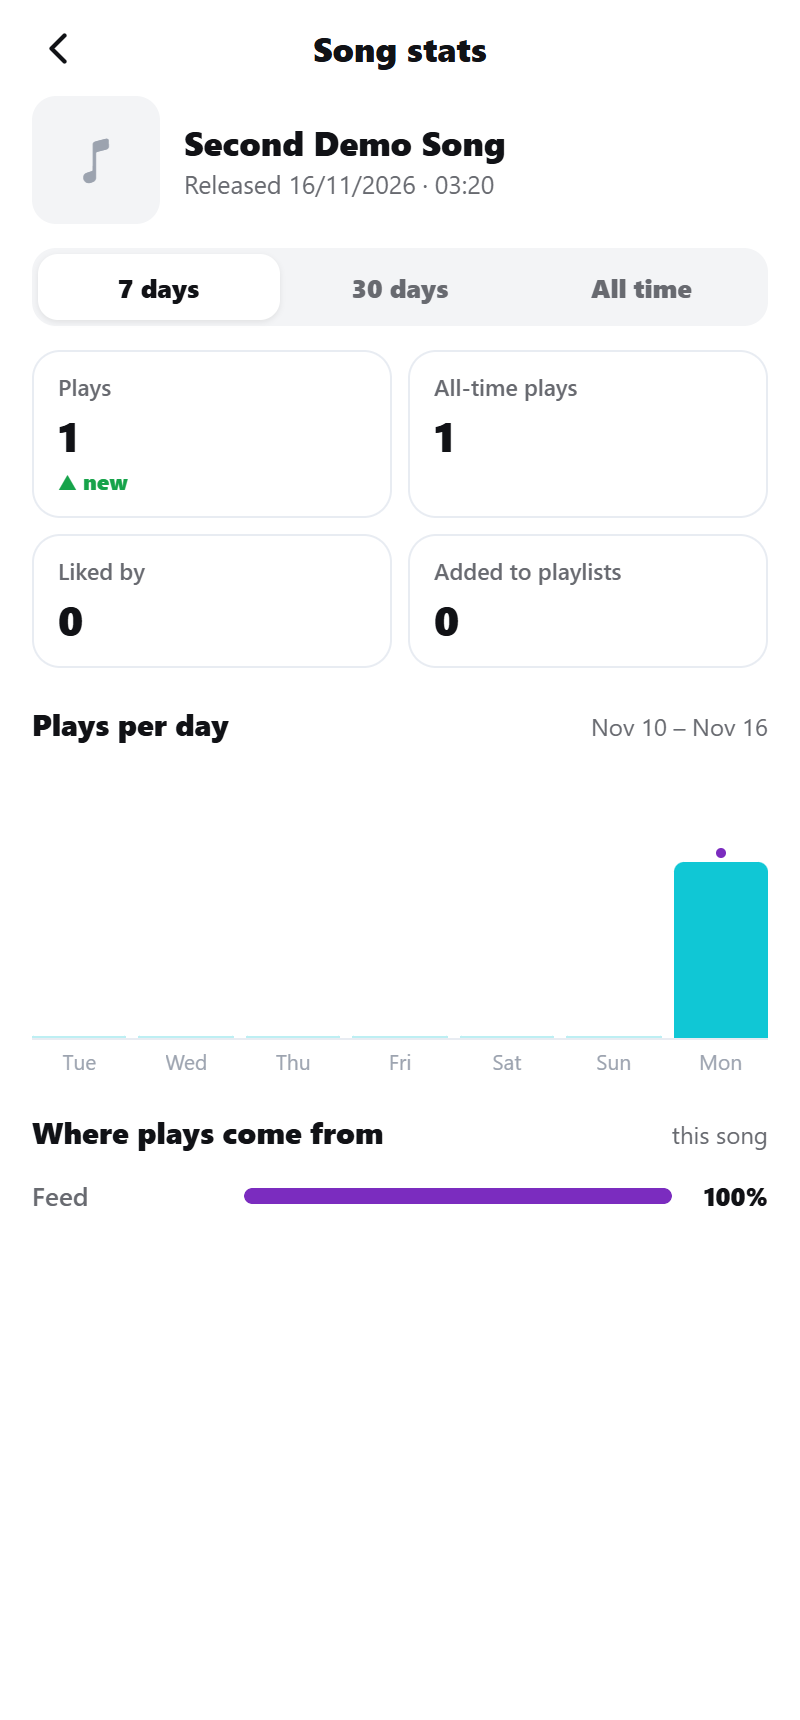 Song stats
Second Demo Song
Released 16/11/2026 · 03:20
7 days 30 days All time
Plays
1
▲ new
All-time plays
1
Liked by
0
Added to playlists
0
Plays per day Nov 10 – Nov 16
Tue Wed Thu Fri Sat Sun Mon
Where plays come from this song
Feed 100%